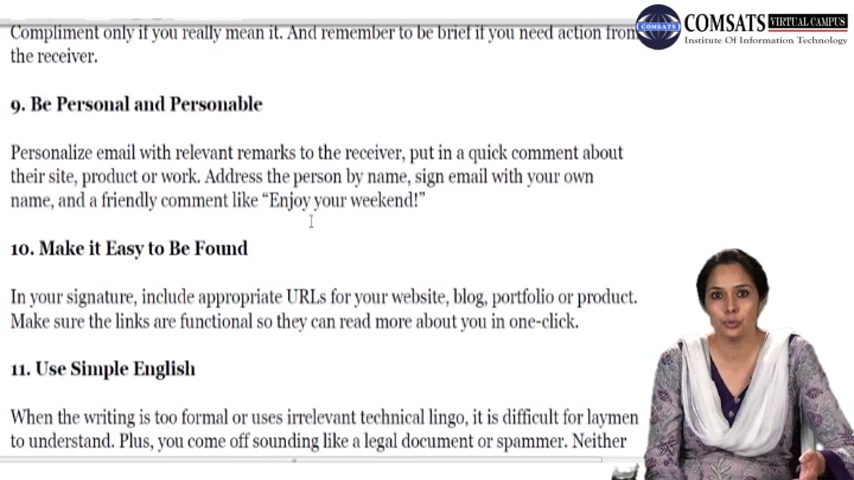 Compliment only if you really mean it. And remember to be brief if you need action from
the receiver.
9. Be Personal and Personable
Personalize email with relevant remarks to the receiver, put in a quick comment about
their site, product or work. Address the person by name, sign email with your own
name, and a friendly comment like “Enjoy your weekend!”
10. Make it Easy to Be Found
In your signature, include appropriate URLs for your website, blog, portfolio or product.
Make sure the links are functional so they can read more about you in one-click.
11. Use Simple English
When the writing is too formal or uses irrelevant technical lingo, it is difficult for laymen
to understand. Plus, you come off sounding like a legal document or spammer. Neither
COMSATS
COMSATS VIRTUAL CAMPUS
Institute Of Information Technology